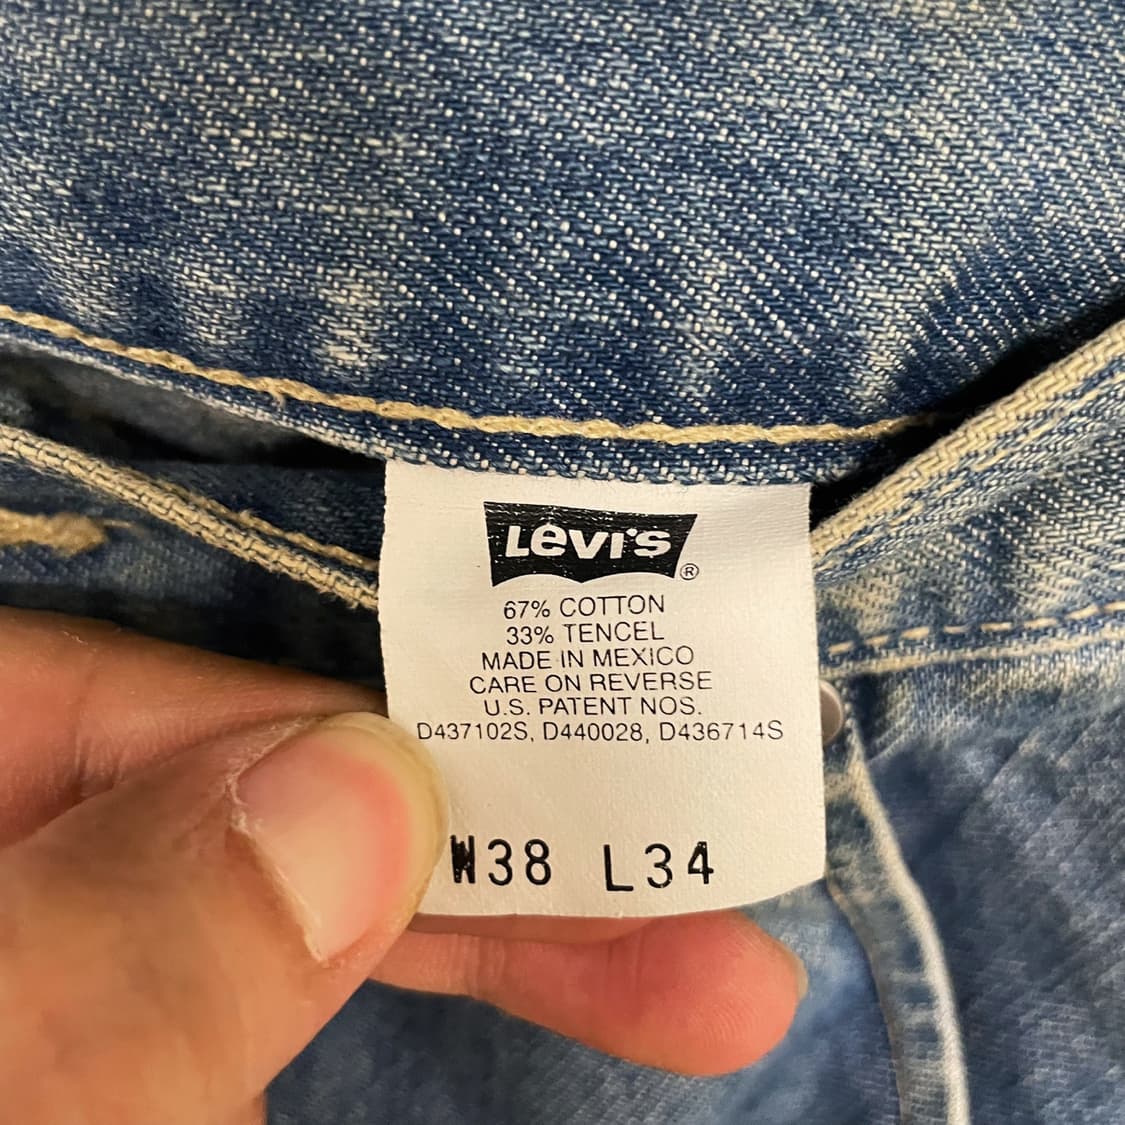 Levi's ®
67% COTTON
33% TENCEL
MADE IN MEXICO
CARE ON REVERSE
U.S. PATENT NOS.
D437102S, D440028, D436714S
W38 L34